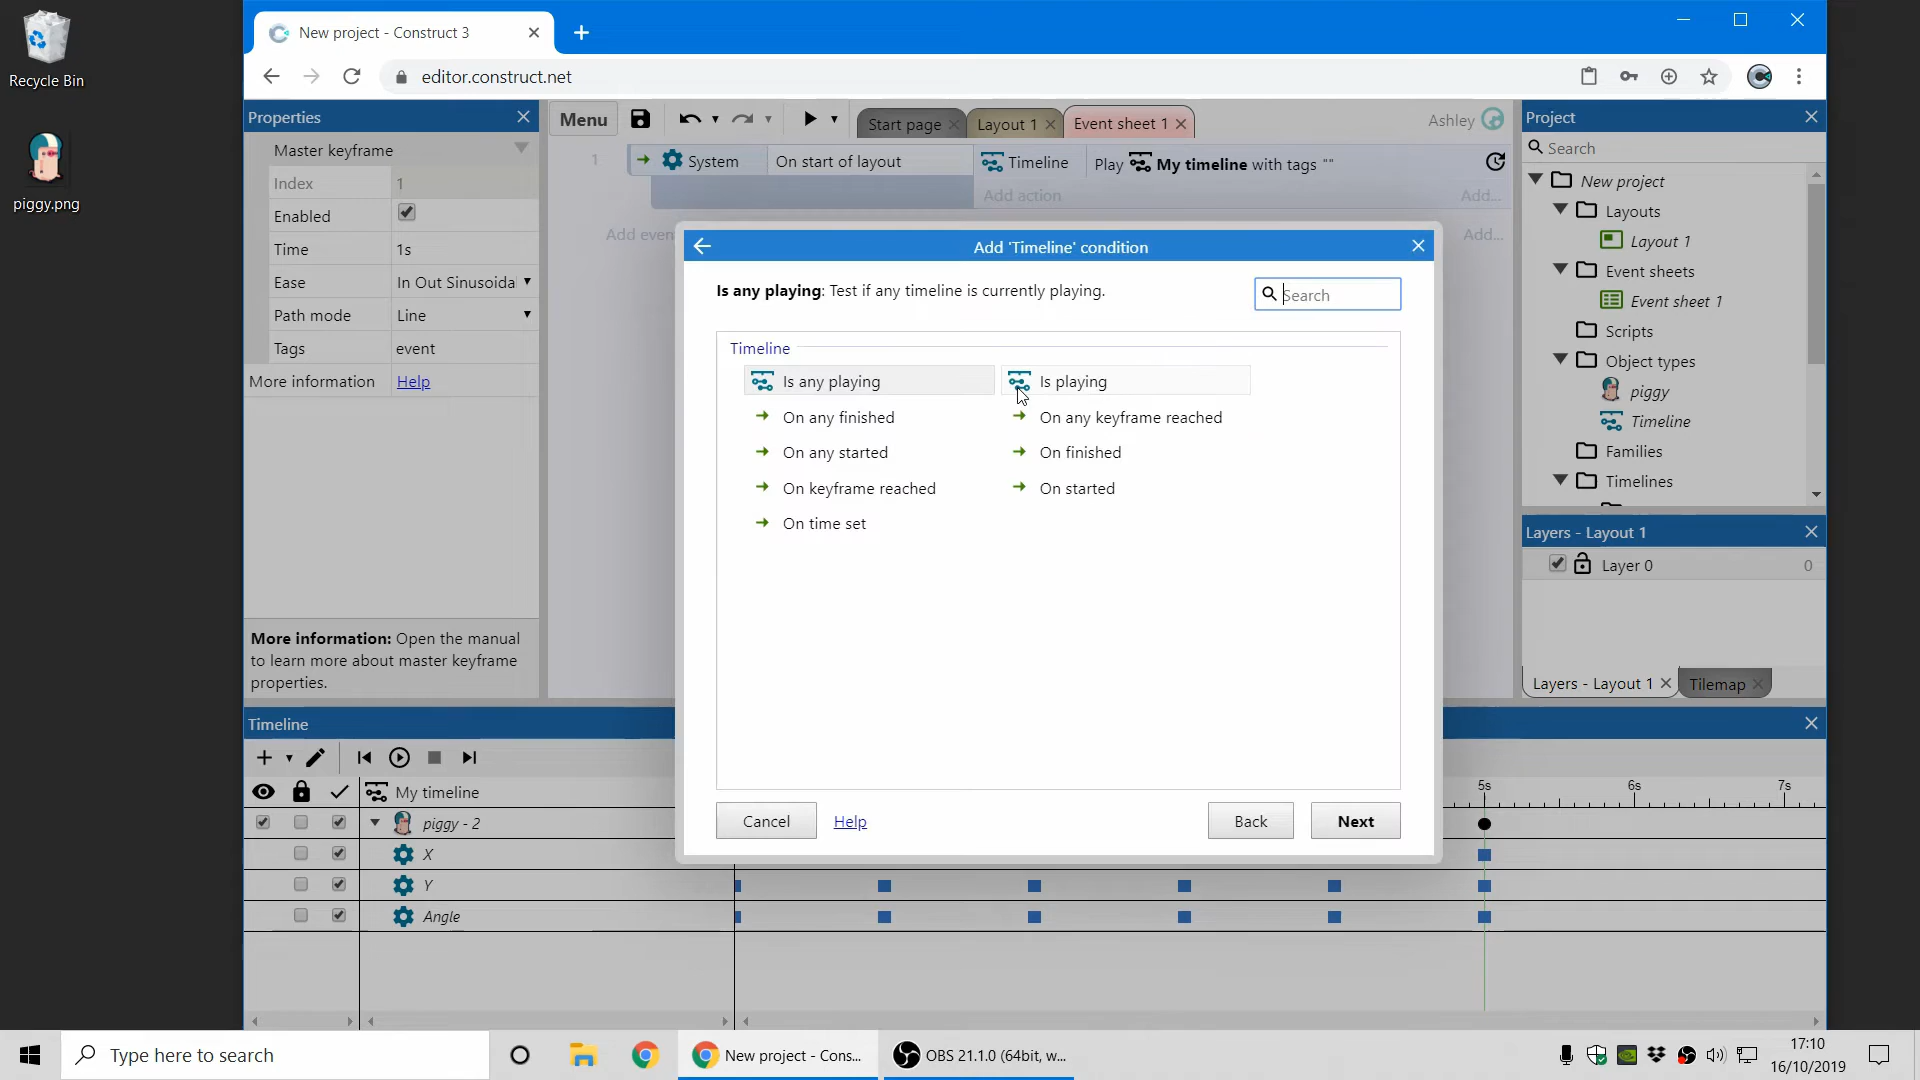 Recycle Bin
piggy.png
New project - Construct 3
editor.construct.net
Properties
Master keyframe
Index 1
Enabled
Time 1s
Ease In Out Sinusoidal
Path mode Line
Tags event
More information Help
More information: Open the manual
to learn more about master keyframe
properties.
Menu
Start page
Layout 1
Event sheet 1
Ashley
1 System On start of layout Timeline Play My timeline with tags ""
Add action Add...
Add...
Add 'Timeline' condition
Is any playing: Test if any timeline is currently playing.
Search
Timeline
Is any playing Is playing
On any finished On any keyframe reached
On any started On finished
On keyframe reached On started
On time set
Cancel Help Back Next
Project
Search
New project
Layouts
Layout 1
Event sheets
Event sheet 1
Scripts
Object types
piggy
Timeline
Families
Timelines
Layers - Layout 1
Layer 0 0
Layers - Layout 1 Tilemap
Timeline
My timeline
5s 6s 7s
piggy - 2
X
Y
Angle
Type here to search
New project - Cons...
OBS 21.1.0 (64bit, w...
17:10
16/10/2019